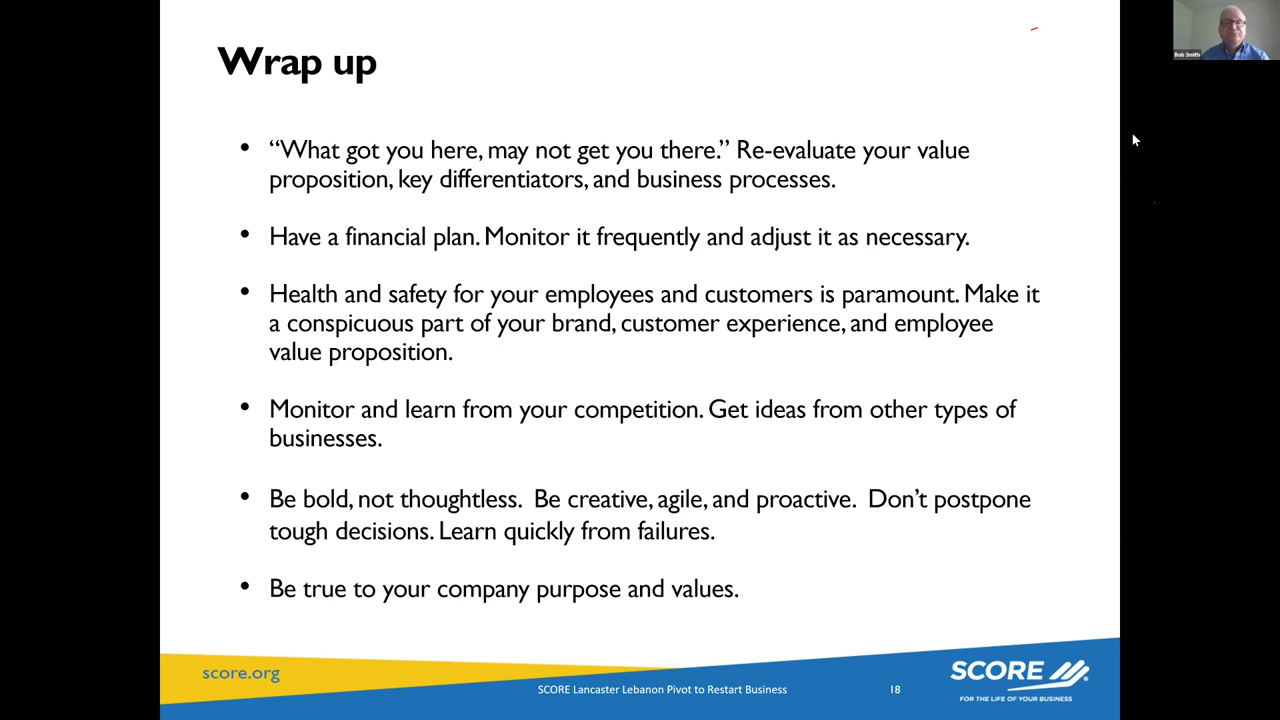 Wrap up
Bob Smith
• “What got you here, may not get you there.” Re-evaluate your value
proposition, key differentiators, and business processes.
• Have a financial plan. Monitor it frequently and adjust it as necessary.
• Health and safety for your employees and customers is paramount. Make it
a conspicuous part of your brand, customer experience, and employee
value proposition.
• Monitor and learn from your competition. Get ideas from other types of
businesses.
• Be bold, not thoughtless.  Be creative, agile, and proactive.  Don’t postpone
tough decisions. Learn quickly from failures.
• Be true to your company purpose and values.
score.org
SCORE Lancaster Lebanon Pivot to Restart Business
18
SCORE
FOR THE LIFE OF YOUR BUSINESS